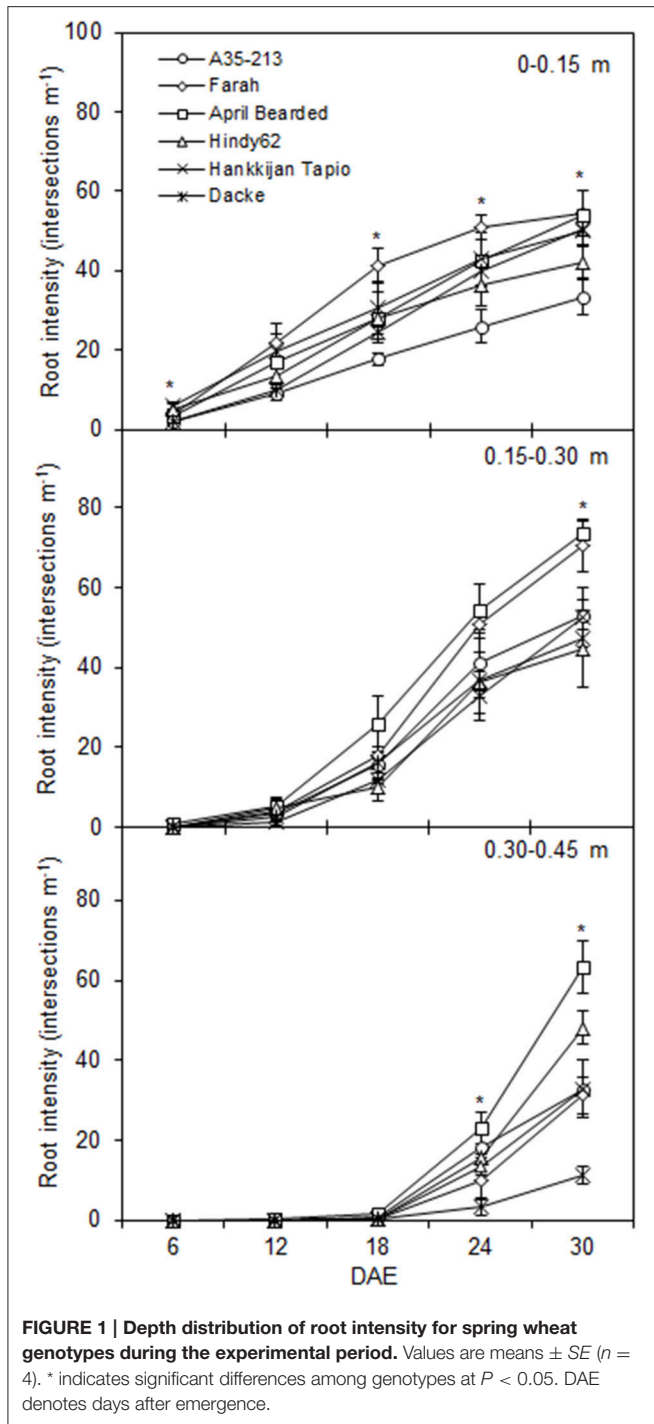 100
80
60
40
20
0
Root intensity (intersections m⁻¹)
A35-213
Farah
April Bearded
Hindy62
Hankkijan Tapio
Dacke
0-0.15 m
*
*
*
*
80
60
40
20
0
Root intensity (intersections m⁻¹)
0.15-0.30 m
*
80
60
40
20
0
Root intensity (intersections m⁻¹)
0.30-0.45 m
*
*
6 12 18 24 30
DAE
FIGURE 1 | Depth distribution of root intensity for spring wheat
genotypes during the experimental period. Values are means ± SE (n =
4). * indicates significant differences among genotypes at P < 0.05. DAE
denotes days after emergence.